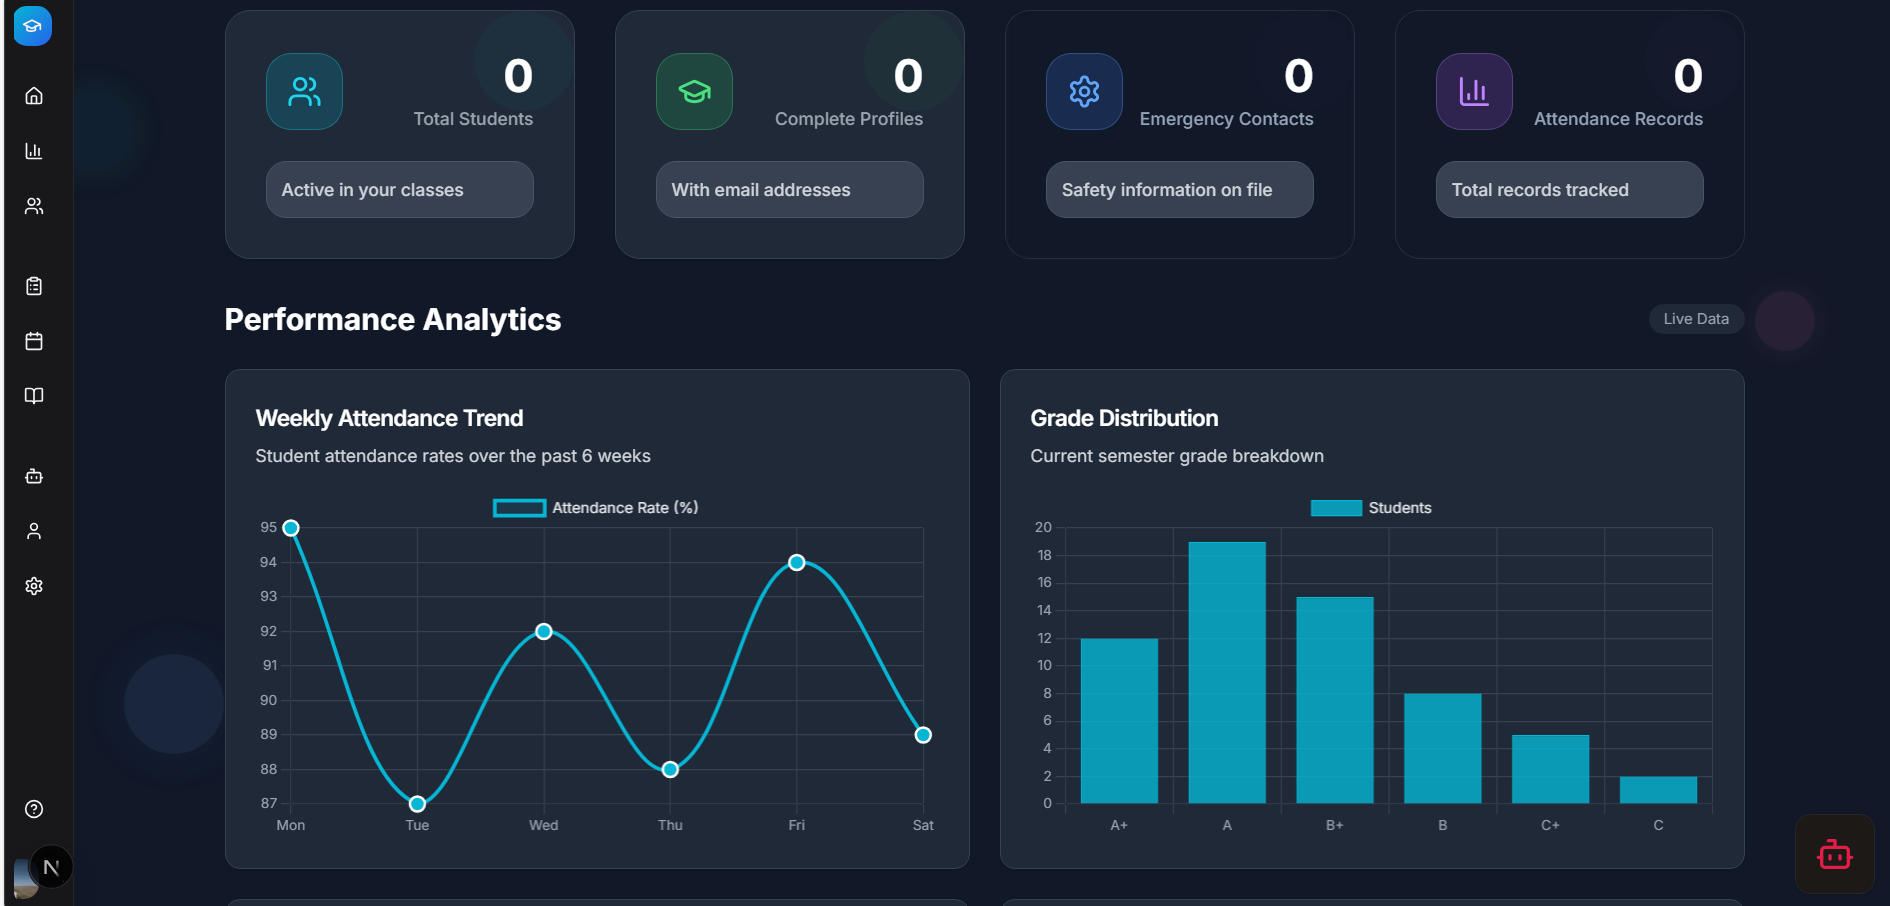 0
Total Students
Active in your classes
0
Complete Profiles
With email addresses
0
Emergency Contacts
Safety information on file
0
Attendance Records
Total records tracked
Performance Analytics
Live Data
Weekly Attendance Trend
Student attendance rates over the past 6 weeks
Attendance Rate (%)
95
94
93
92
91
90
89
88
87
Mon Tue Wed Thu Fri Sat
Grade Distribution
Current semester grade breakdown
Students
20
18
16
14
12
10
8
6
4
2
0
A+ A B+ B C+ C
N